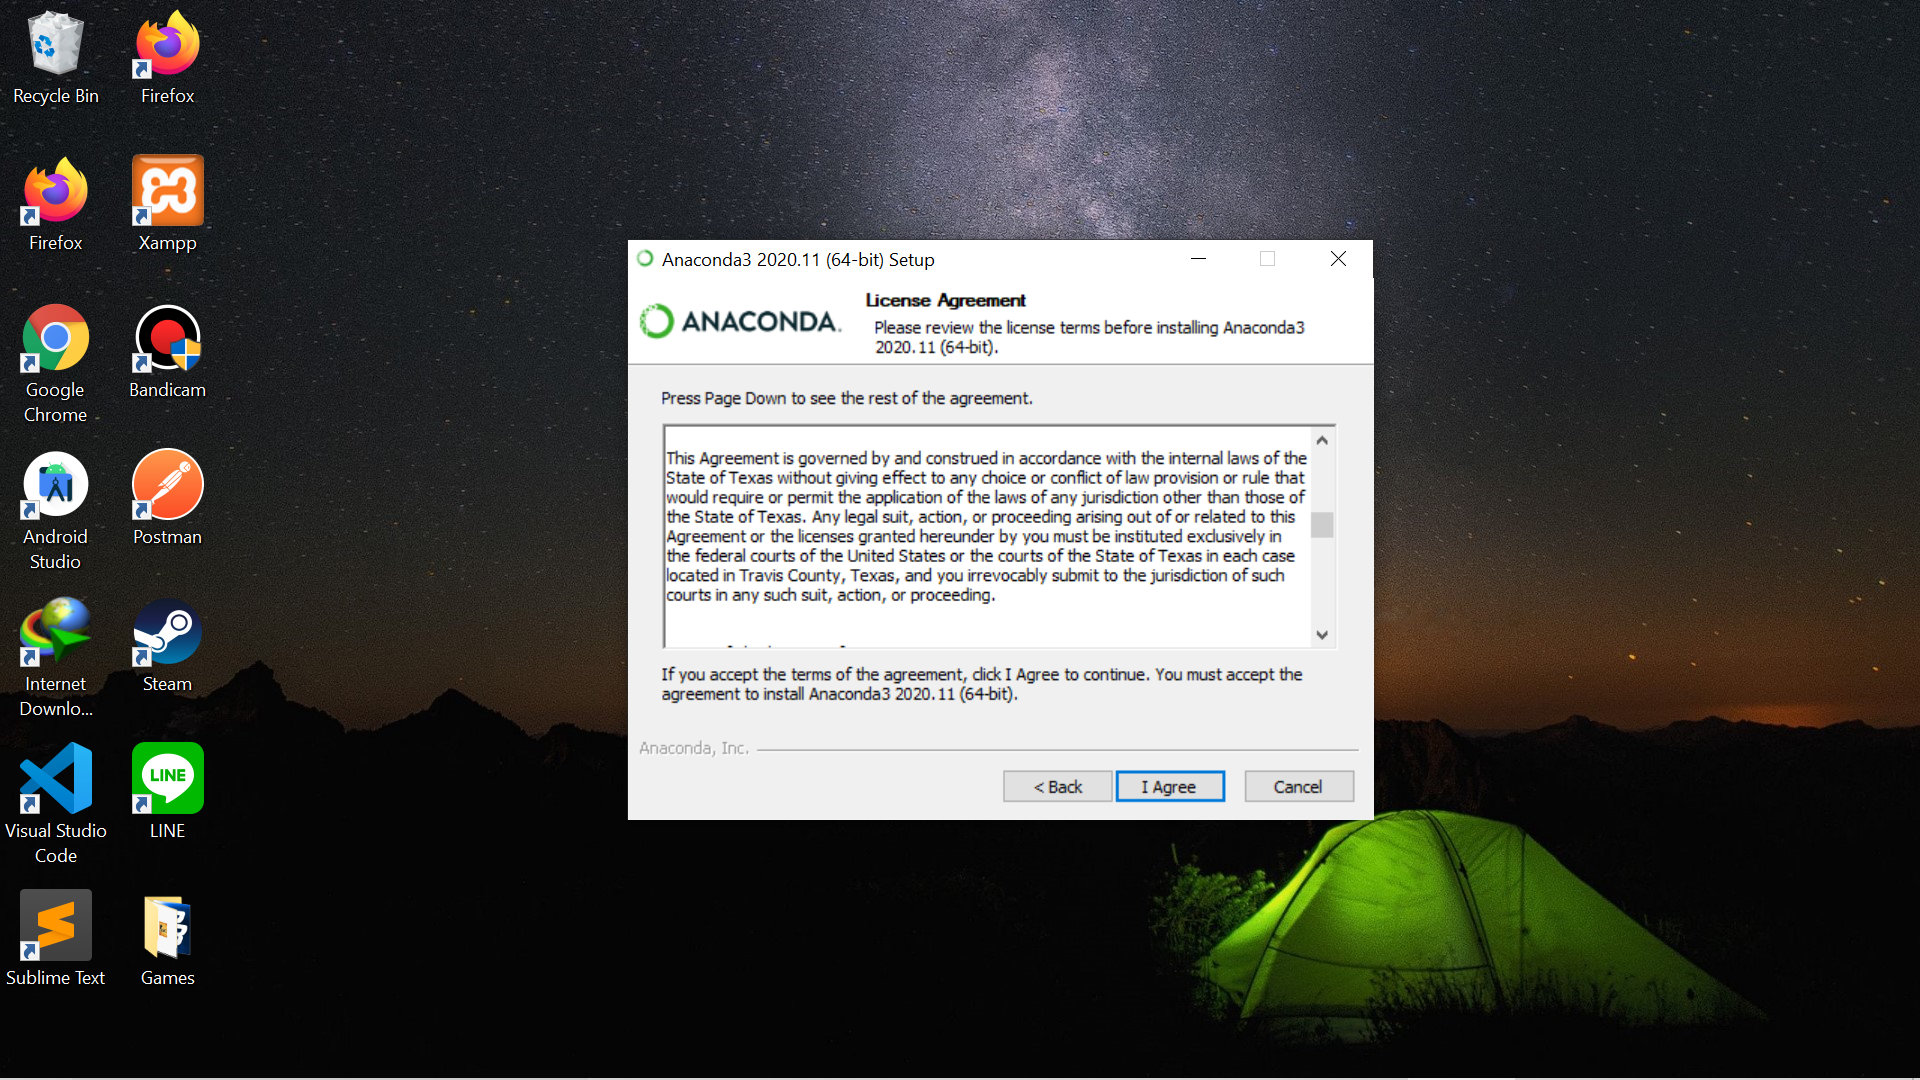 Recycle Bin
Firefox
Firefox
Xampp
Google
Chrome
Bandicam
Android
Studio
Postman
Internet
Downlo...
Steam
Visual Studio
Code
LINE
LINE
Sublime Text
Games
Anaconda3 2020.11 (64-bit) Setup
ANACONDA.
License Agreement
Please review the license terms before installing Anaconda3
2020.11 (64-bit).
Press Page Down to see the rest of the agreement.
This Agreement is governed by and construed in accordance with the internal laws of the
State of Texas without giving effect to any choice or conflict of law provision or rule that
would require or permit the application of the laws of any jurisdiction other than those of
the State of Texas. Any legal suit, action, or proceeding arising out of or related to this
Agreement or the licenses granted hereunder by you must be instituted exclusively in
the federal courts of the United States or the courts of the State of Texas in each case
located in Travis County, Texas, and you irrevocably submit to the jurisdiction of such
courts in any such suit, action, or proceeding.
If you accept the terms of the agreement, click I Agree to continue. You must accept the
agreement to install Anaconda3 2020.11 (64-bit).
Anaconda, Inc.
< Back
I Agree
Cancel